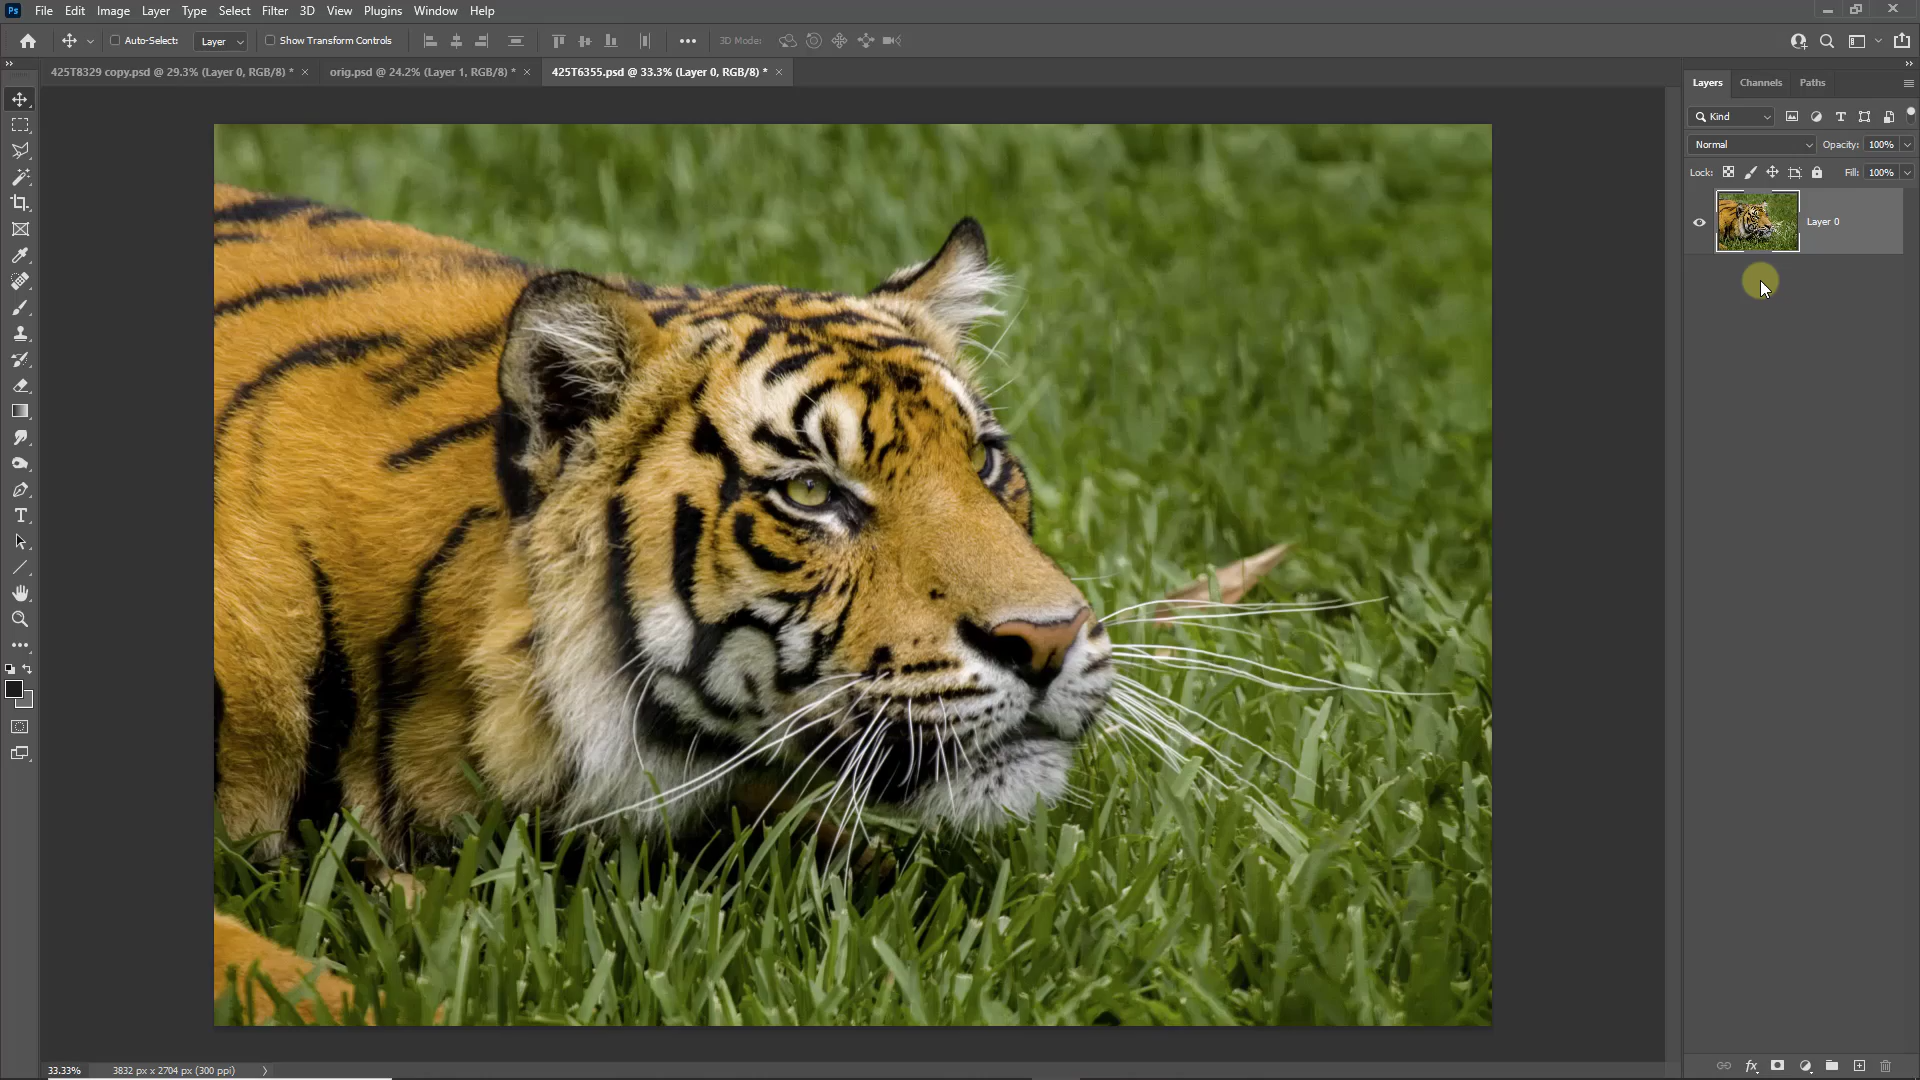 Ps File Edit Image Layer Type Select Filter 3D View Plugins Window Help
Auto-Select: Layer Show Transform Controls 3D Mode:
425T8329 copy.psd @ 29.3% (Layer 0, RGB/8) * orig.psd @ 24.2% (Layer 1, RGB/8) * 425T6355.psd @ 33.3% (Layer 0, RGB/8) *
Layers Channels Paths
Kind
Normal Opacity: 100%
Lock: Fill: 100%
Layer 0
33.33% 3832 px x 2704 px (300 ppi)